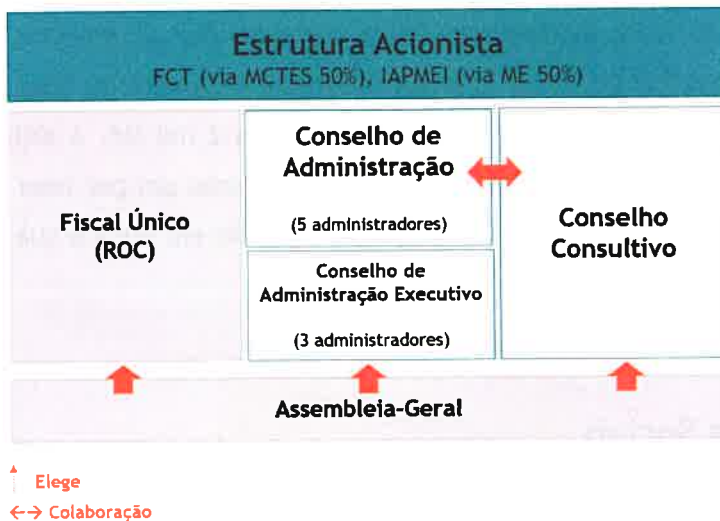 Estrutura Acionista
FCT (via MCTES 50%), IAPMEI (via ME 50%)
Fiscal Único
(ROC)
Conselho de
Administração
(5 administradores)
Conselho de
Administração Executivo
(3 administradores)
Conselho
Consultivo
Assembleia-Geral
Elege
Colaboração